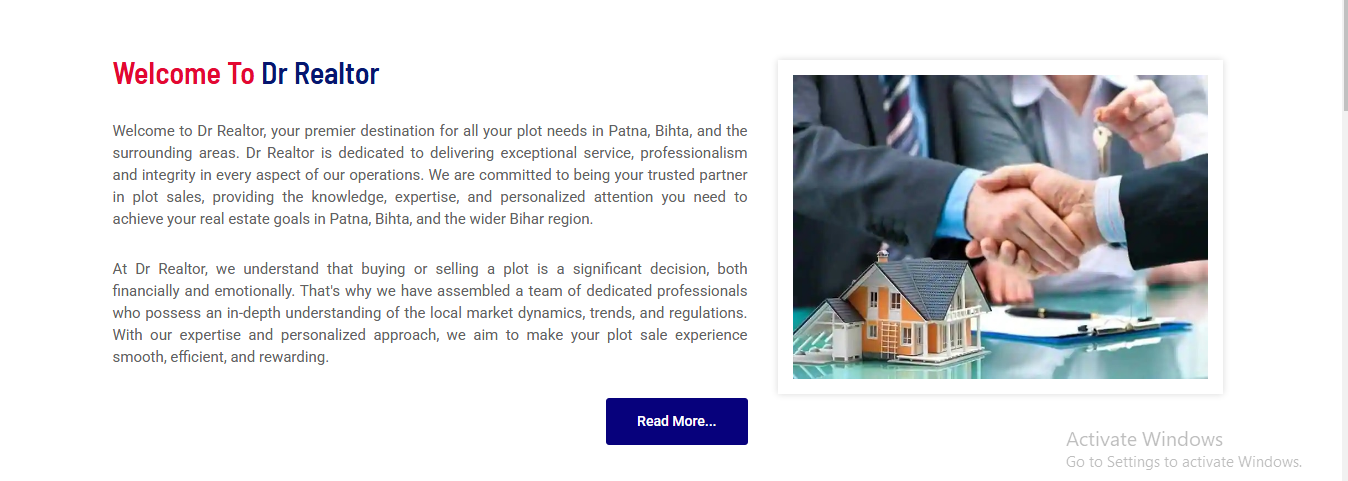 Welcome To Dr Realtor
Welcome to Dr Realtor, your premier destination for all your plot needs in Patna, Bihta, and the
surrounding areas. Dr Realtor is dedicated to delivering exceptional service, professionalism
and integrity in every aspect of our operations. We are committed to being your trusted partner
in plot sales, providing the knowledge, expertise, and personalized attention you need to
achieve your real estate goals in Patna, Bihta, and the wider Bihar region.
At Dr Realtor, we understand that buying or selling a plot is a significant decision, both
financially and emotionally. That's why we have assembled a team of dedicated professionals
who possess an in-depth understanding of the local market dynamics, trends, and regulations.
With our expertise and personalized approach, we aim to make your plot sale experience
smooth, efficient, and rewarding.
Read More...
Activate Windows
Go to Settings to activate Windows.